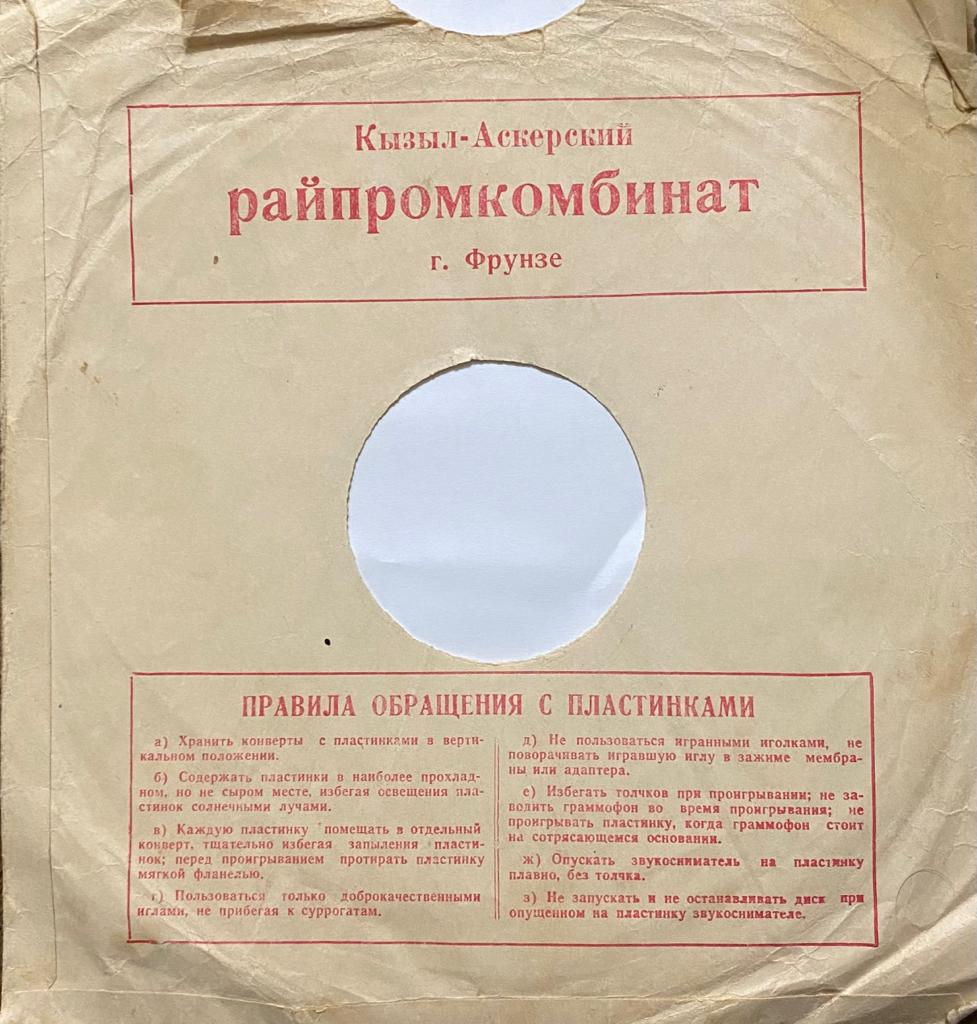 Кызыл-Аскерский
райпромкомбинат
г. Фрунзе
ПРАВИЛА ОБРАЩЕНИЯ С ПЛАСТИНКАМИ
а) Хранить конверты с пластинками в верти-
кальном положении.
б) Содержать пластинки в наиболее прохлад-
ном, но не сыром месте, избегая освещения пла-
стинок солнечными лучами.
в) Каждую пластинку помещать в отдельный
конверт, тщательно избегая запыления пласти-
нок; перед проигрыванием протирать пластинку
мягкой фланелью.
г) Пользоваться только доброкачественными
иглами, не прибегая к суррогатам.
д) Не пользоваться игранными иголками, не
поворачивать игравшую иглу в зажиме мембра-
ны или адаптера.
е) Избегать толчков при проигрывании; не за-
водить граммофон во время проигрывания; не
проигрывать пластинку, когда граммофон стоит
на сотрясающемся основании.
ж) Опускать звукосниматель на пластинку
плавно, без толчка.
з) Не запускать и не останавливать диск при
опущенном на пластинку звукоснимателе.